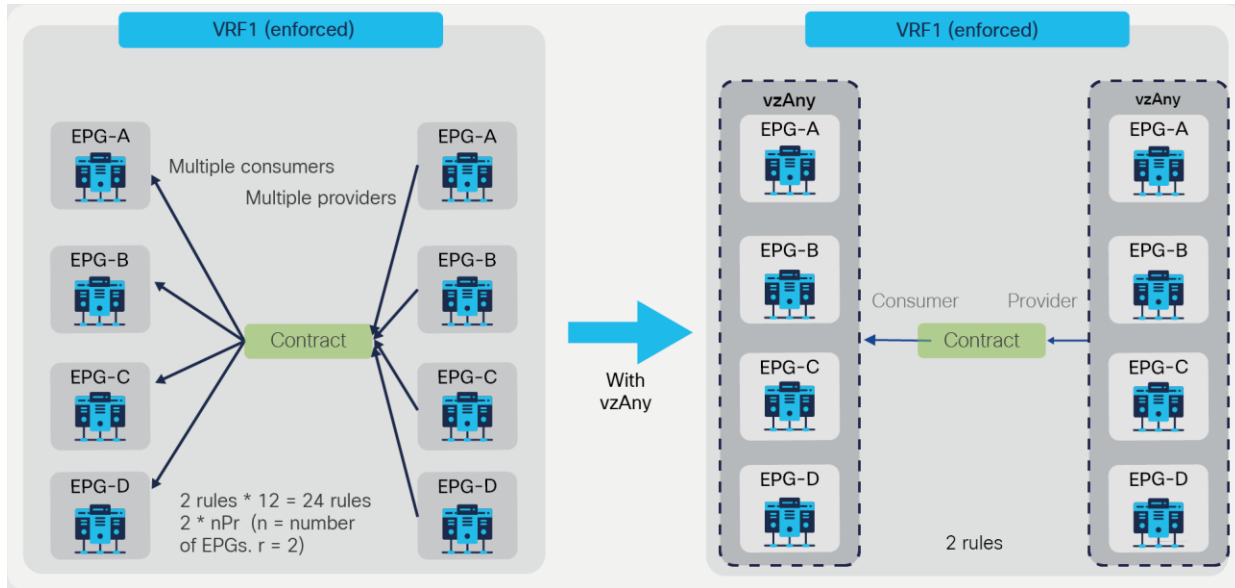 VRF1 (enforced)
EPG-A
EPG-A
Multiple consumers
Multiple providers
EPG-B
EPG-B
Contract
EPG-C
EPG-C
EPG-D
EPG-D
2 rules * 12 = 24 rules
2 * nPr (n = number
of EPGs. r = 2)
With
vzAny
VRF1 (enforced)
vzAny
vzAny
EPG-A
EPG-A
EPG-B
EPG-B
Consumer
Provider
Contract
EPG-C
EPG-C
EPG-D
EPG-D
2 rules